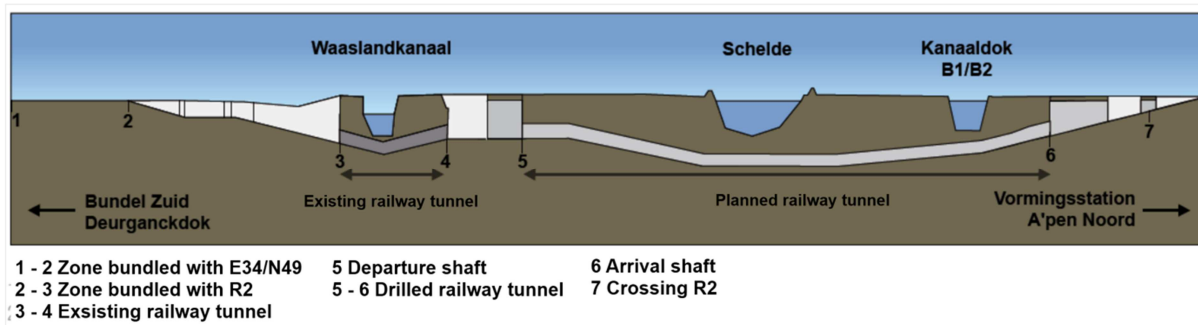 Waaslandkanaal
Schelde
Kanaaldok
B1/B2
1
2
3
4
5
6
7
Existing railway tunnel
Planned railway tunnel
Bundel Zuid
Deurganckdok
Vormingsstation
A'pen Noord
1 - 2 Zone bundled with E34/N49
2 - 3 Zone bundled with R2
3 - 4 Exsisting railway tunnel
5 Departure shaft
5 - 6 Drilled railway tunnel
6 Arrival shaft
7 Crossing R2